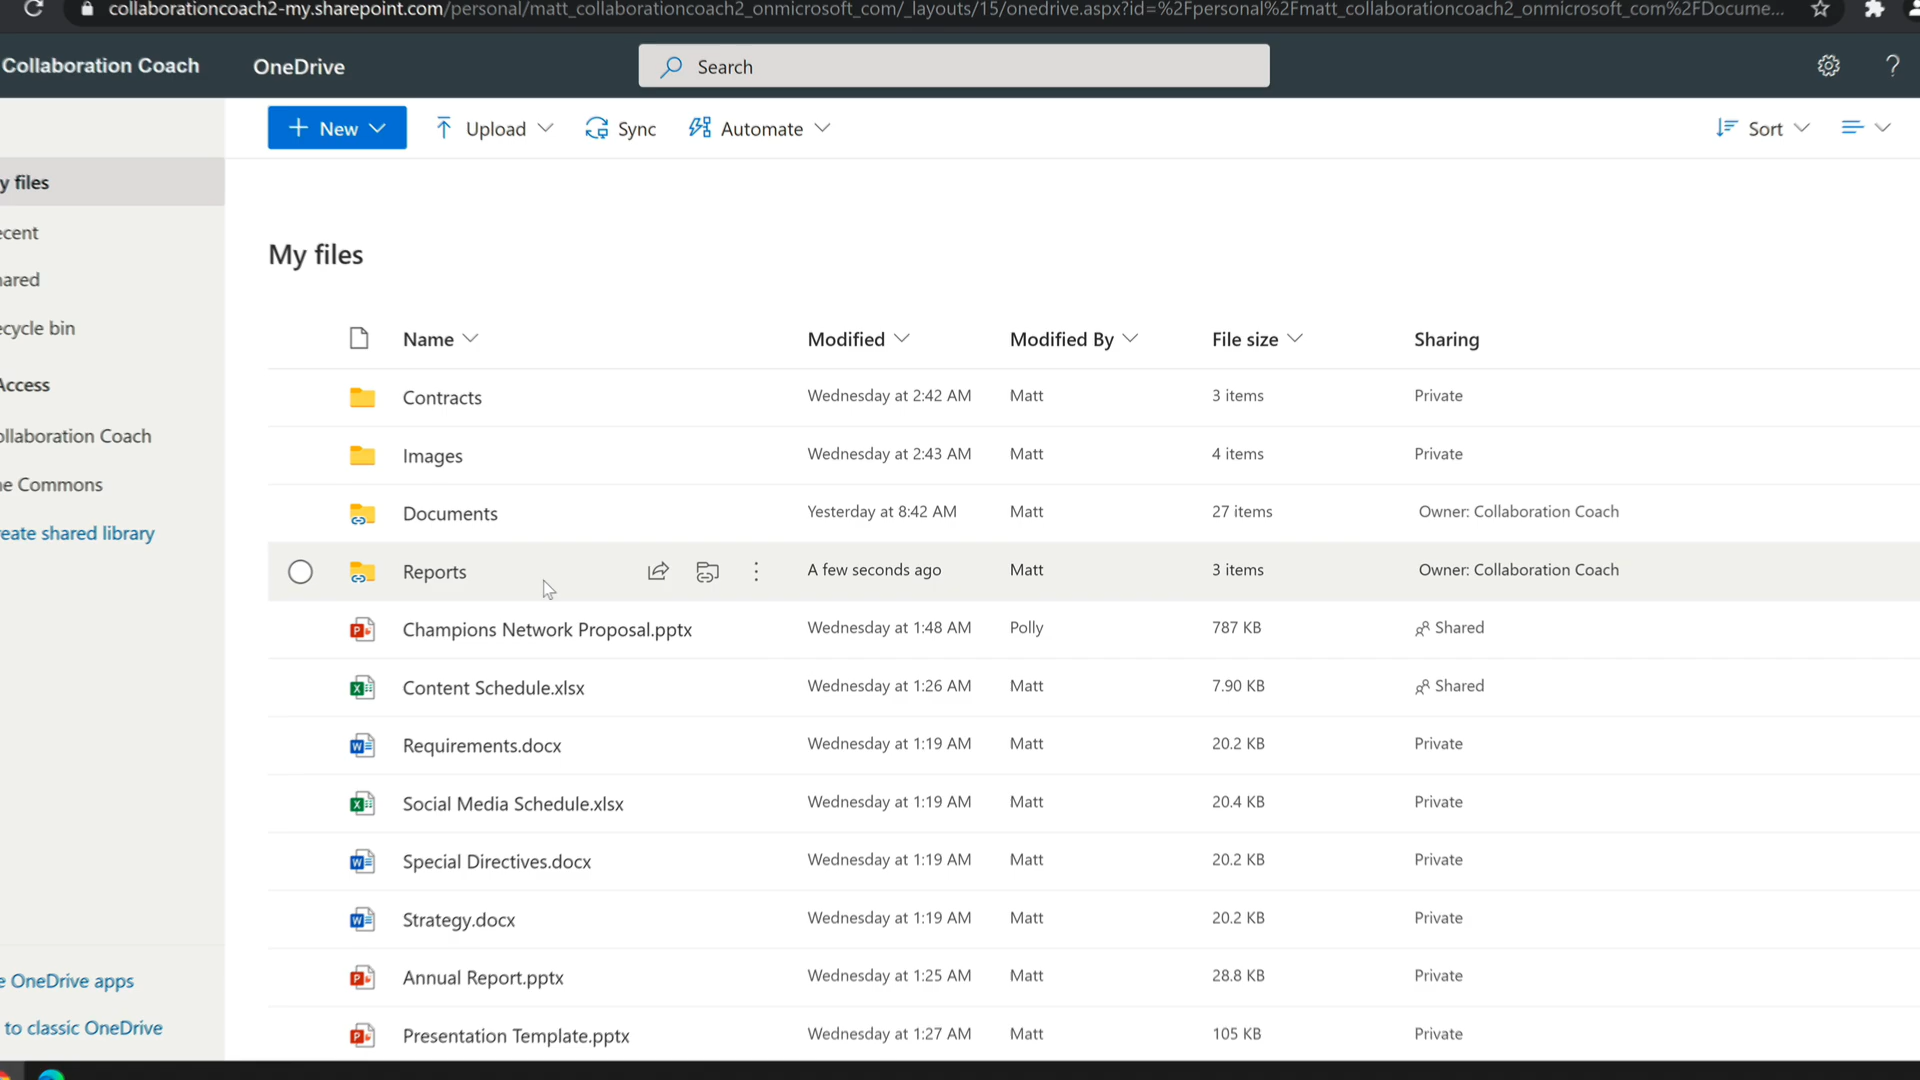 collaborationcoach2-my.sharepoint.com/personal/matt_collaborationcoach2_onmicrosoft_com/_layouts/15/onedrive.aspx?id=%2Fpersonal%2Fmatt_collaborationcoach2_onmicrosoft_com%2FDocume...
Collaboration Coach OneDrive Search ?
New Upload Sync Automate Sort
y files
ecent
hared
ecycle bin
Access
ollaboration Coach
he Commons
reate shared library
e OneDrive apps
to classic OneDrive
My files
Name Modified Modified By File size Sharing
Contracts Wednesday at 2:42 AM Matt 3 items Private
Images Wednesday at 2:43 AM Matt 4 items Private
Documents Yesterday at 8:42 AM Matt 27 items Owner: Collaboration Coach
Reports A few seconds ago Matt 3 items Owner: Collaboration Coach
Champions Network Proposal.pptx Wednesday at 1:48 AM Polly 787 KB Shared
Content Schedule.xlsx Wednesday at 1:26 AM Matt 7.90 KB Shared
Requirements.docx Wednesday at 1:19 AM Matt 20.2 KB Private
Social Media Schedule.xlsx Wednesday at 1:19 AM Matt 20.4 KB Private
Special Directives.docx Wednesday at 1:19 AM Matt 20.2 KB Private
Strategy.docx Wednesday at 1:19 AM Matt 20.2 KB Private
Annual Report.pptx Wednesday at 1:25 AM Matt 28.8 KB Private
Presentation Template.pptx Wednesday at 1:27 AM Matt 105 KB Private